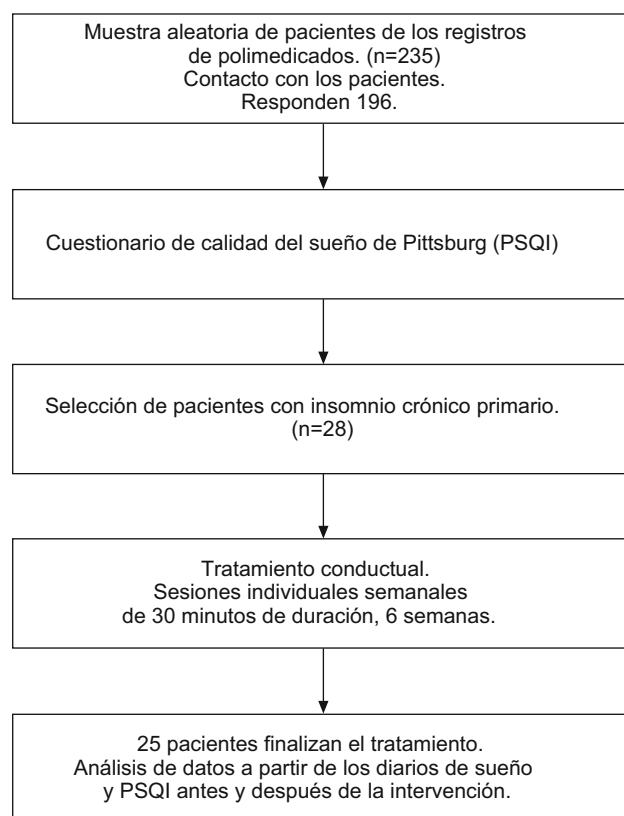 Muestra aleatoria de pacientes de los registros
de polimedicados. (n=235)
Contacto con los pacientes.
Responden 196.
Cuestionario de calidad del sueño de Pittsburg (PSQI)
Selección de pacientes con insomnio crónico primario.
(n=28)
Tratamiento conductual.
Sesiones individuales semanales
de 30 minutos de duración, 6 semanas.
25 pacientes finalizan el tratamiento.
Análisis de datos a partir de los diarios de sueño
y PSQI antes y después de la intervención.